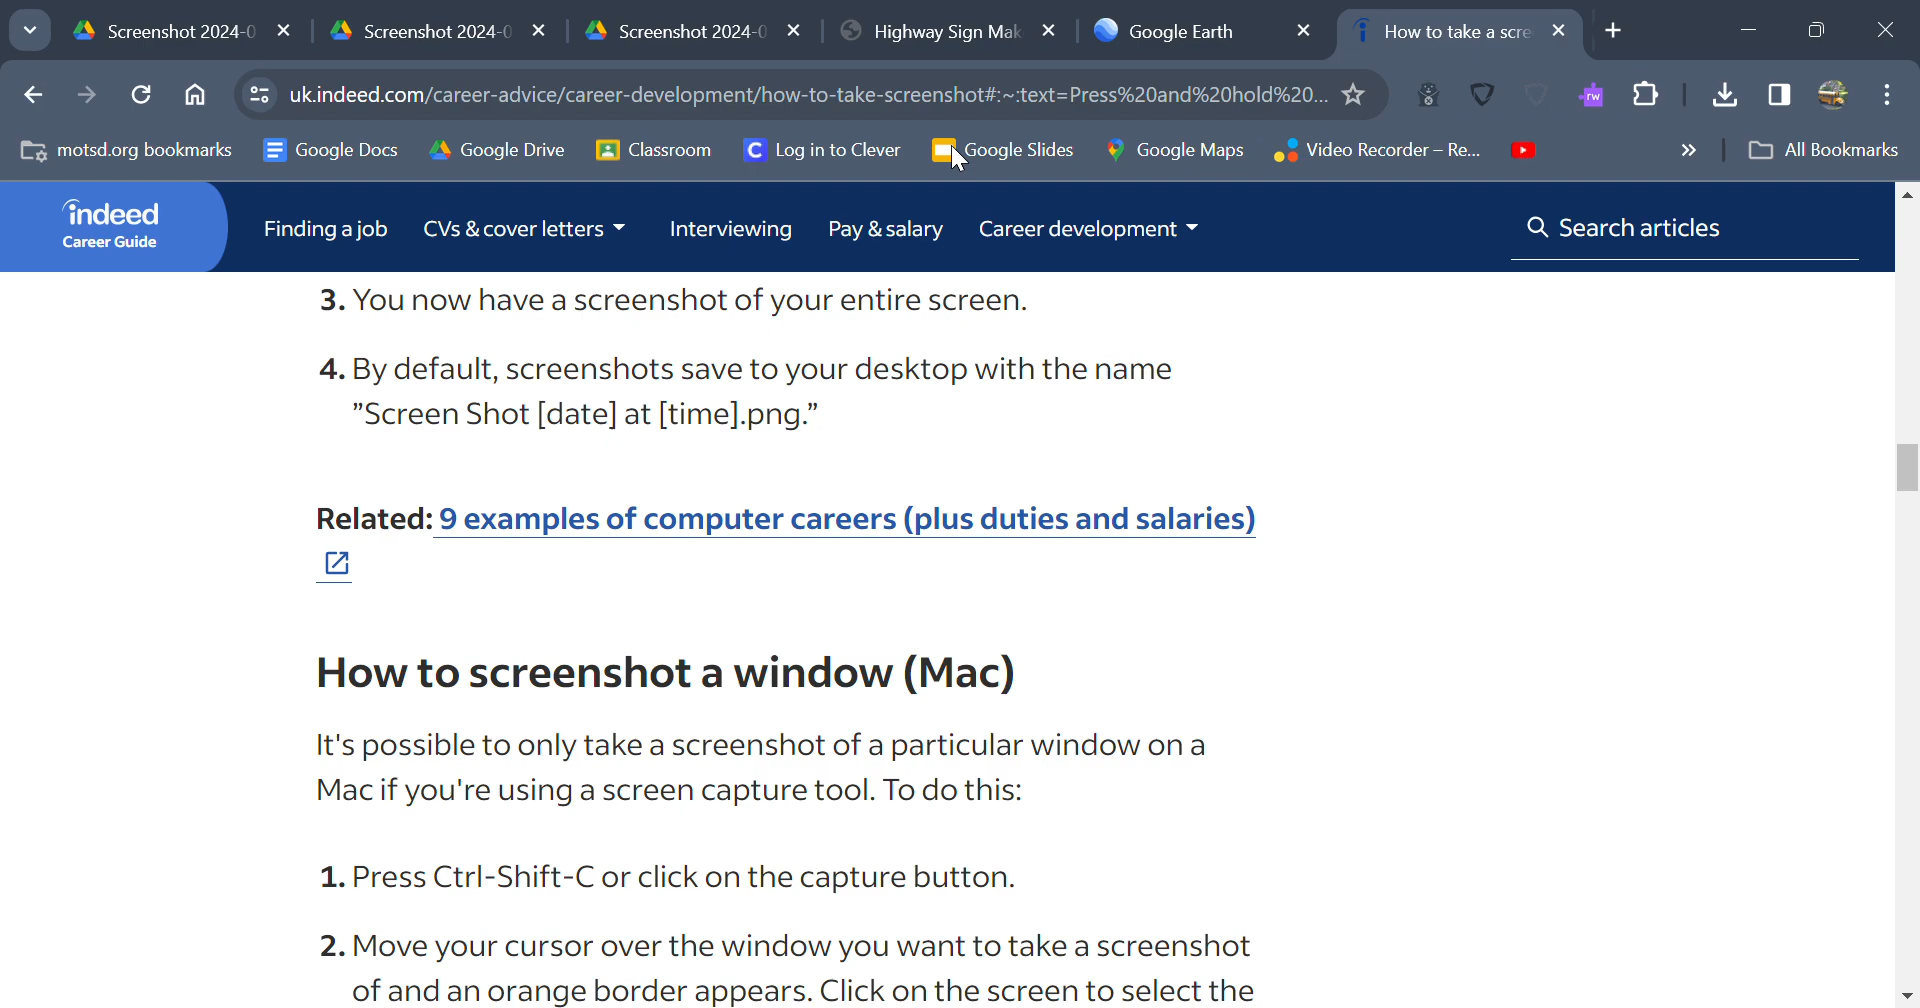 Screenshot 2024-0
Screenshot 2024-0
Screenshot 2024-0
Highway Sign Mak
Google Earth
How to take a scre
uk.indeed.com/career-advice/career-development/how-to-take-screenshot#:~:text=Press%20and%20hold%20...
rw
motsd.org bookmarks
Google Docs
Google Drive
Classroom
C Log in to Clever
Google Slides
Google Maps
Video Recorder – Re...
»
All Bookmarks
indeed
Career Guide
Finding a job
CVs & cover letters
Interviewing
Pay & salary
Career development
Search articles
3. You now have a screenshot of your entire screen.
4. By default, screenshots save to your desktop with the name
”Screen Shot [date] at [time].png.”
Related: 9 examples of computer careers (plus duties and salaries)
How to screenshot a window (Mac)
It's possible to only take a screenshot of a particular window on a
Mac if you're using a screen capture tool. To do this:
1. Press Ctrl-Shift-C or click on the capture button.
2. Move your cursor over the window you want to take a screenshot
of and an orange border appears. Click on the screen to select the